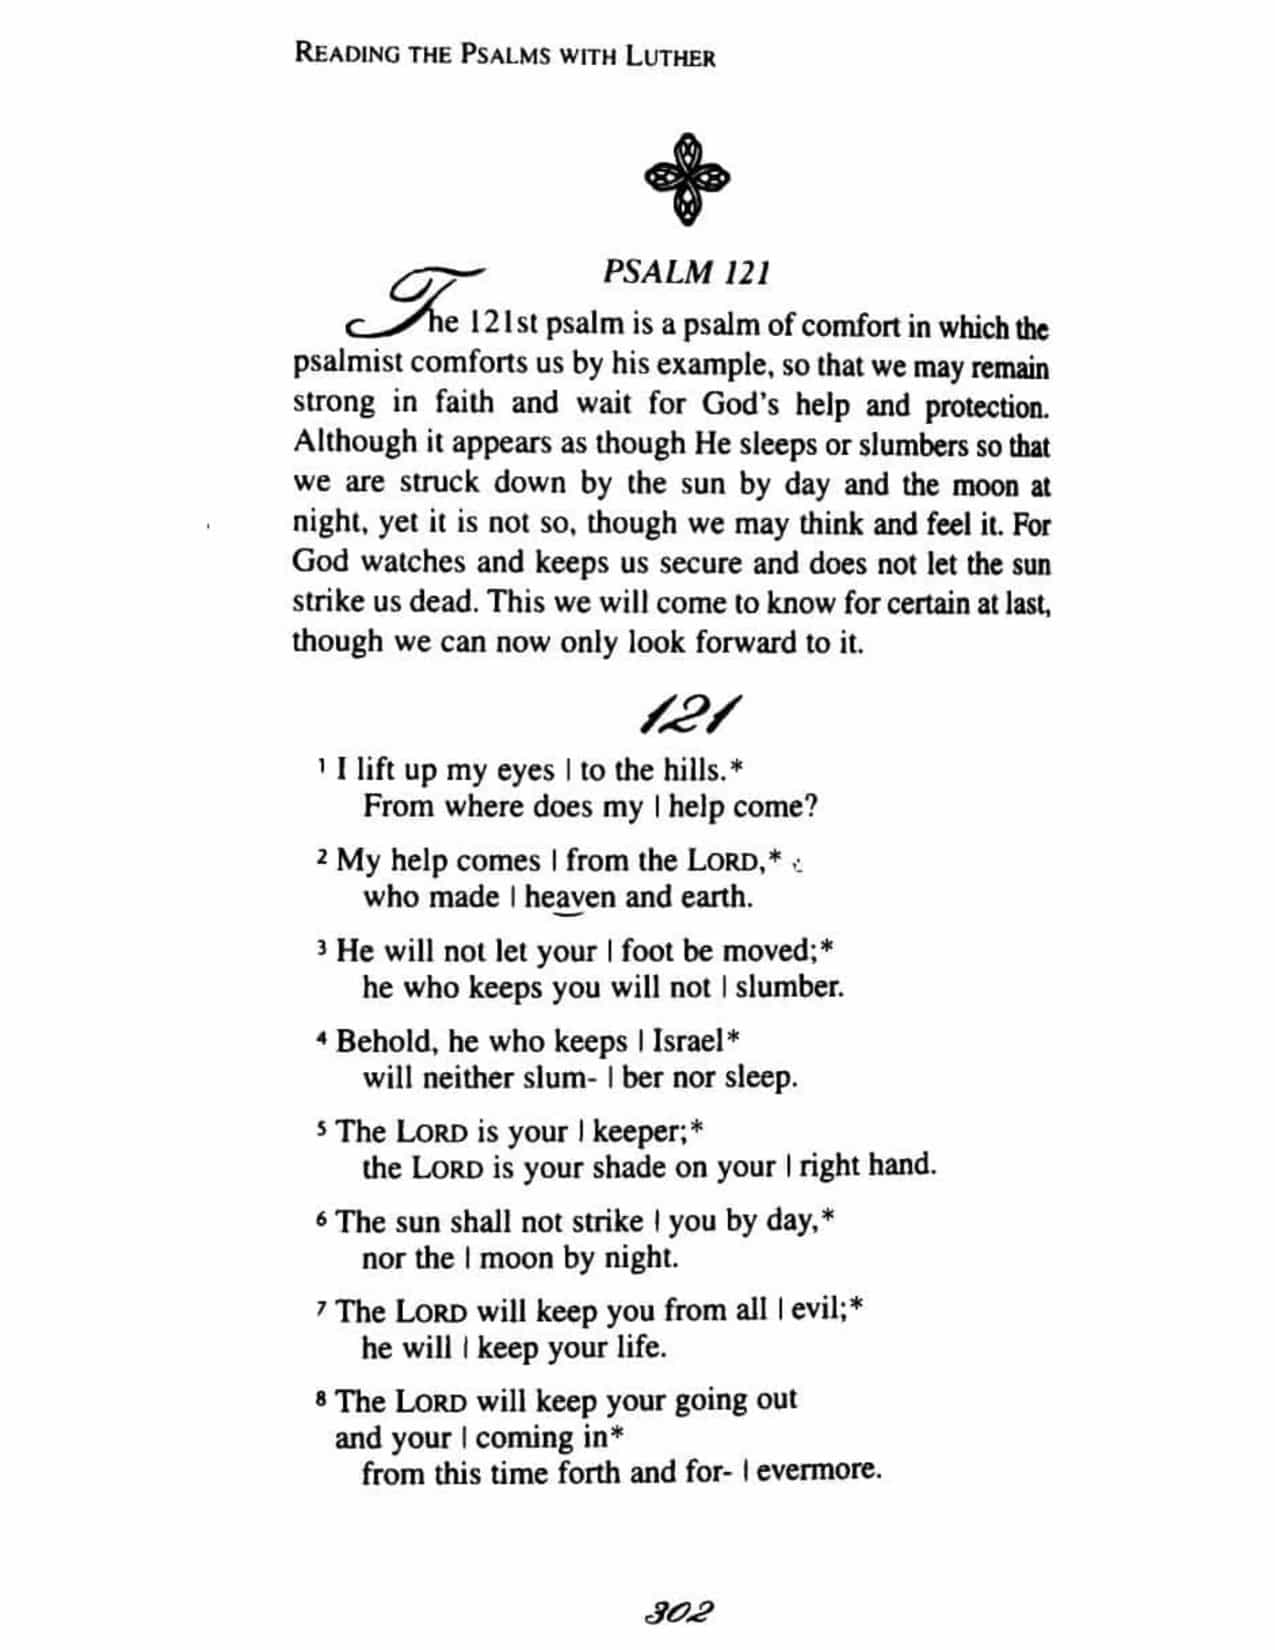 READING THE PSALMS WITH LUTHER
PSALM 121
The 121st psalm is a psalm of comfort in which the
psalmist comforts us by his example, so that we may remain
strong in faith and wait for God's help and protection.
Although it appears as though He sleeps or slumbers so that
we are struck down by the sun by day and the moon at
night, yet it is not so, though we may think and feel it. For
God watches and keeps us secure and does not let the sun
strike us dead. This we will come to know for certain at last,
though we can now only look forward to it.
121
1 I lift up my eyes | to the hills.*
From where does my | help come?
2 My help comes | from the LORD,*
who made | heaven and earth.
3 He will not let your | foot be moved;*
he who keeps you will not | slumber.
4 Behold, he who keeps | Israel*
will neither slum- | ber nor sleep.
5 The LORD is your | keeper;*
the LORD is your shade on your | right hand.
6 The sun shall not strike | you by day,*
nor the | moon by night.
7 The LORD will keep you from all | evil;*
he will | keep your life.
8 The LORD will keep your going out
and your | coming in*
from this time forth and for- | evermore.
302